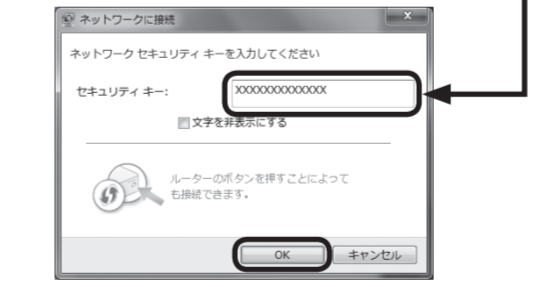 ネットワークに接続
ネットワーク セキュリティ キーを入力してください
セキュリティ キー: XXXXXXXXXXXXX
文字を非表示にする
ルーターのボタンを押すことによって
も接続できます。
OK キャンセル